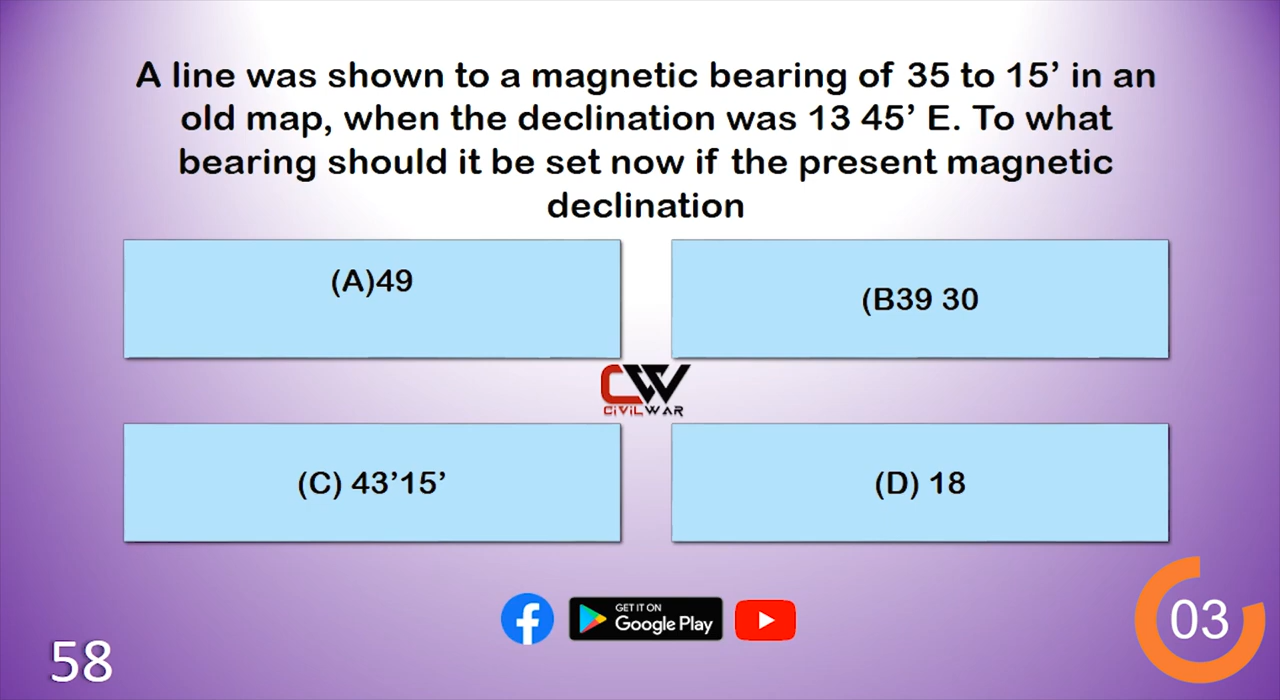 A line was shown to a magnetic bearing of 35 to 15’ in an
old map, when the declination was 13 45’ E. To what
bearing should it be set now if the present magnetic
declination
(A)49
(B39 30
CW
CiViLWAR
(C) 43’15’
(D) 18
GET IT ON
Google Play
03
58